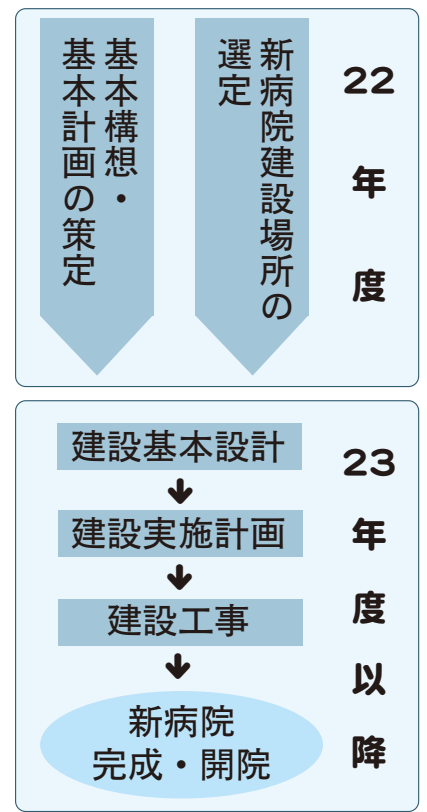 22年度
新病院建設場所の
選定
基本構想・
基本計画の策定
23年度以降
建設基本設計
建設実施計画
建設工事
新病院
完成・開院